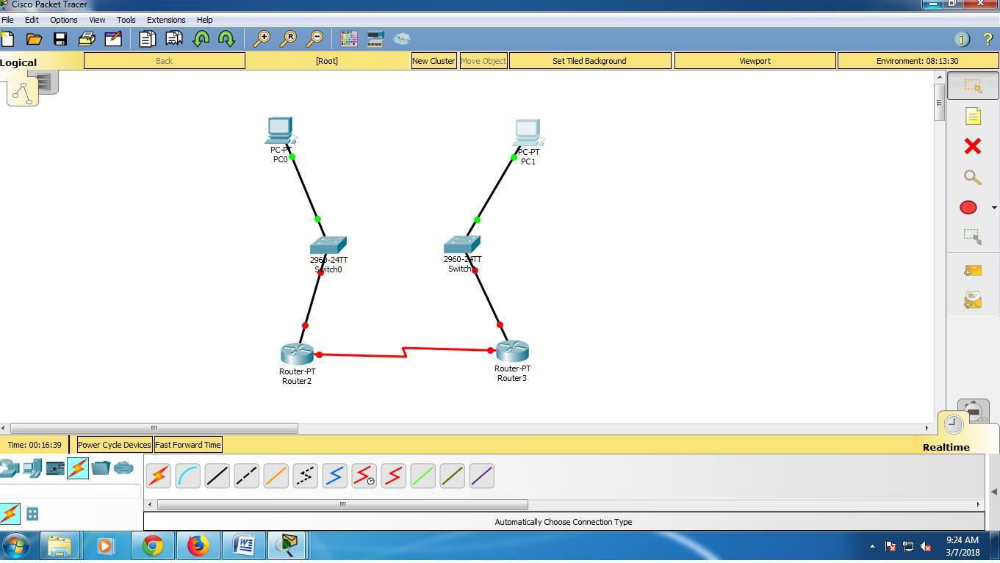 Cisco Packet Tracer
File Edit Options View Tools Extensions Help
Logical Back [Root] New Cluster Move Object Set Tiled Background Viewport Environment: 08:13:30
PC-PT
PC0
PC-PT
PC1
2960-24TT
Switch0
2960-24TT
Switch1
Router-PT
Router2
Router-PT
Router3
Time: 00:16:39 Power Cycle Devices Fast Forward Time Realtime
Automatically Choose Connection Type
9:24 AM
3/7/2018